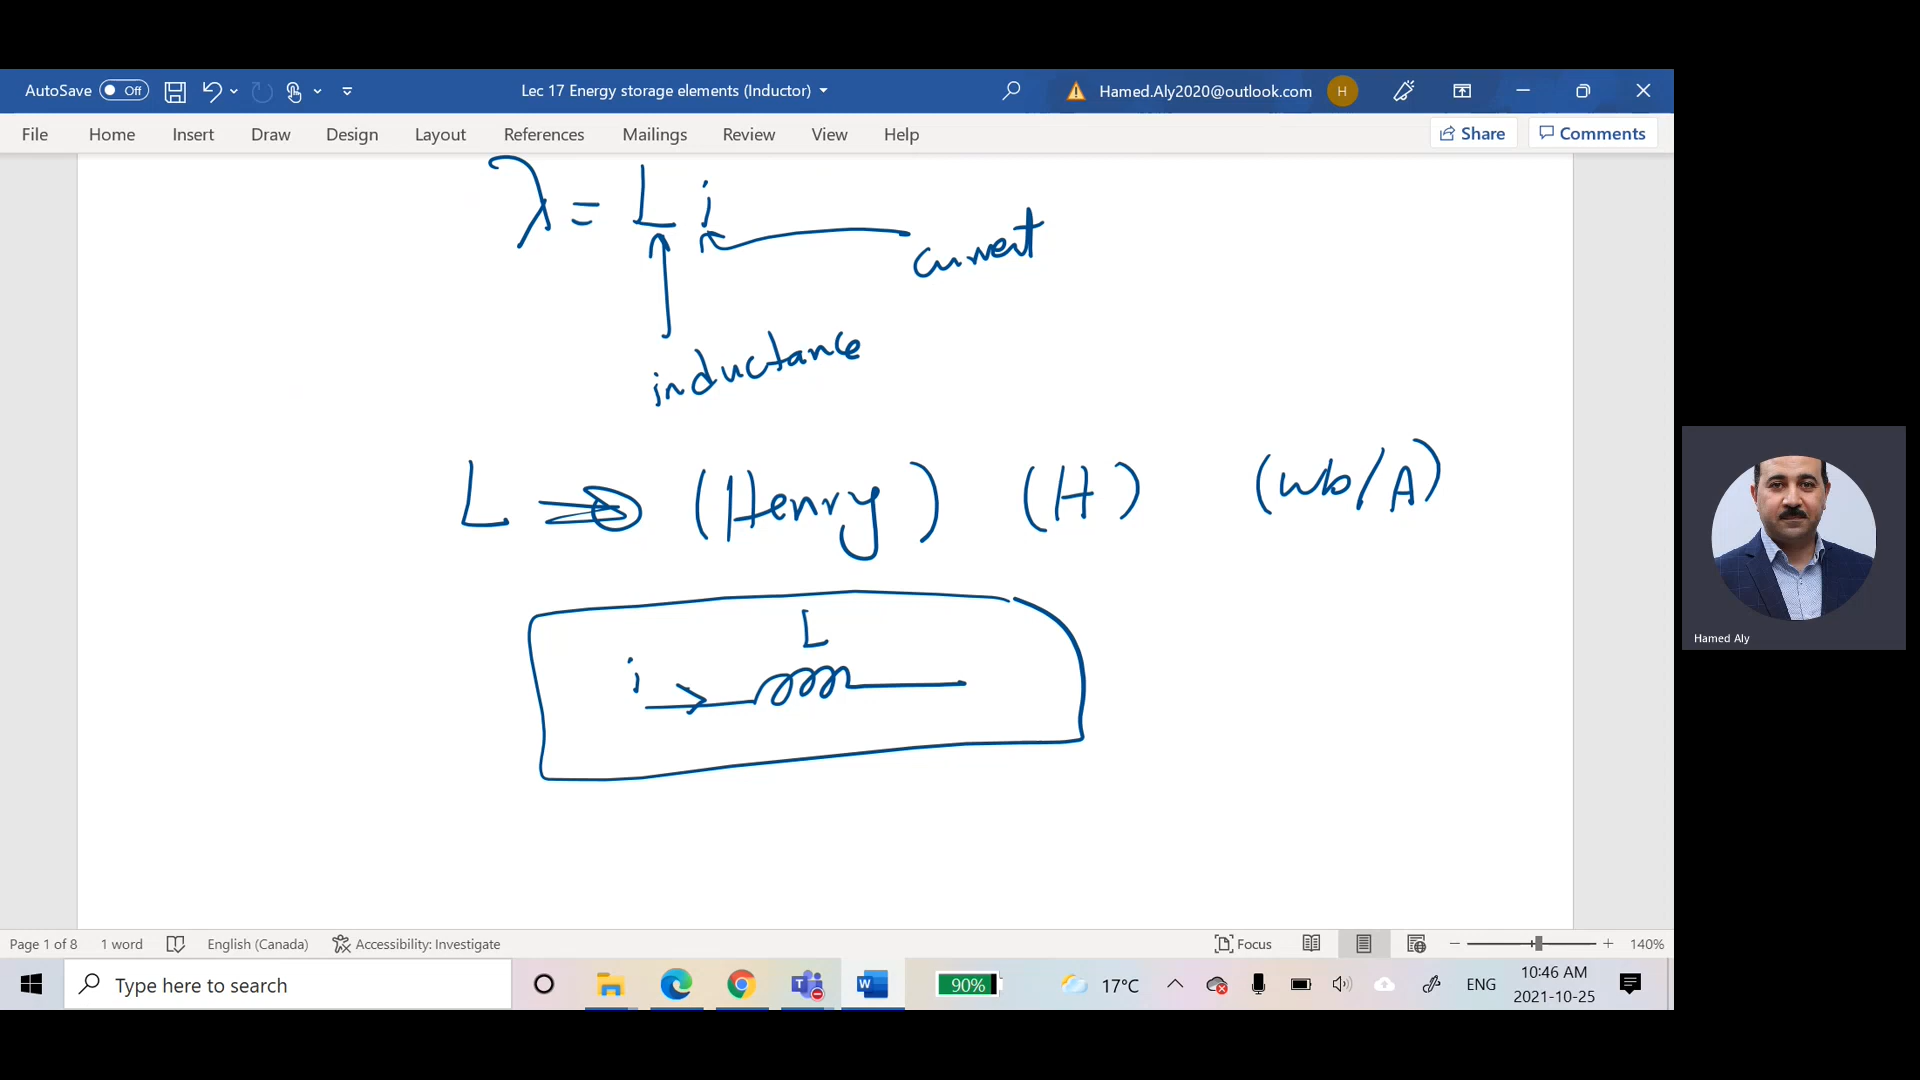 AutoSave Off Lec 17 Energy storage elements (Inductor) Hamed.Aly2020@outlook.com H
File Home Insert Draw Design Layout References Mailings Review View Help Share Comments
λ = L i
current
inductance
L ⇒ (Henry) (H) (wb/A)
L
i
Hamed Aly
Page 1 of 8 1 word English (Canada) Accessibility: Investigate Focus 140%
Type here to search 90% 17°C ENG 10:46 AM
2021-10-25